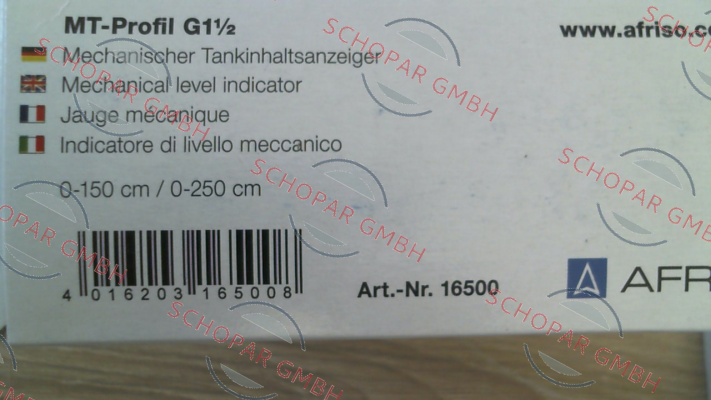 MT-Profil G1½
www.afriso.co
Mechanischer Tankinhaltsanzeiger
Mechanical level indicator
Jauge mécanique
Indicatore di livello meccanico
0-150 cm / 0-250 cm
4 016203 165008
Art.-Nr. 16500
AFR
SCHOPAR GMBH
SCHOPAR GMBH
SCHOPAR GMBH
SCHOPAR GMBH
SCHOPAR GMBH